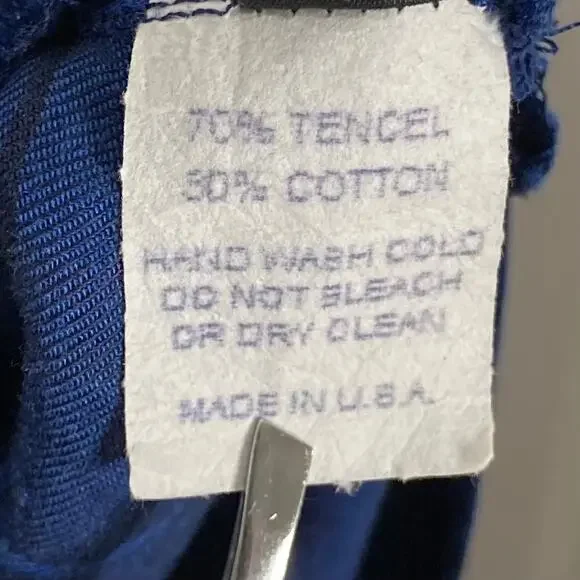 70% TENCEL
30% COTTON
HAND WASH COLD
DO NOT BLEACH
OR DRY CLEAN
MADE IN U.S.A.